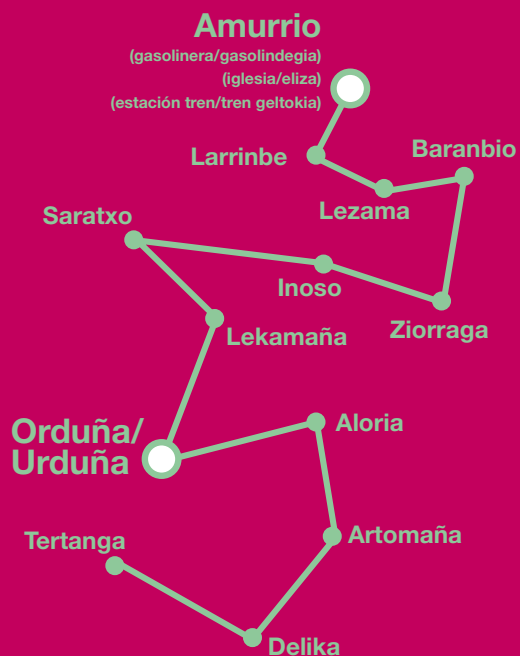 Amurrio
(gasolinera/gasolindegia)
(iglesia/eliza)
(estación tren/tren geltokia)
Larrinbe
Baranbio
Lezama
Saratxo
Inoso
Ziorraga
Lekamaña
Orduña/
Urduña
Aloria
Artomaña
Tertanga
Delika